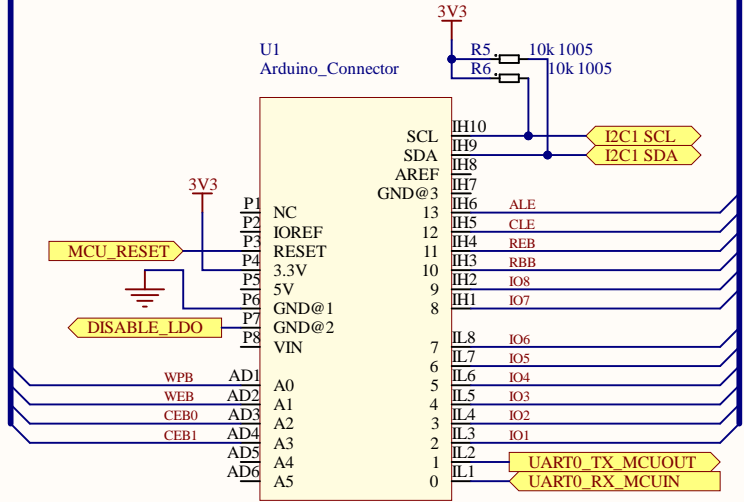 3V3
U1
R5 10k 1005
Arduino_Connector
R6 10k 1005
SCL IH10 I2C1 SCL
SDA IH9 I2C1 SDA
AREF IH8
GND@3 IH7
3V3
P1 NC 13 IH6 ALE
P2 IOREF 12 IH5 CLE
MCU_RESET P3 RESET 11 IH4 REB
P4 3.3V 10 IH3 RBB
P5 5V 9 IH2 IO8
P6 GND@1 8 IH1 IO7
DISABLE_LDO P7 GND@2
P8 VIN 7 IL8 IO6
6 IL7 IO5
WPB AD1 A0 5 IL6 IO4
WEB AD2 A1 4 IL5 IO3
CEB0 AD3 A2 3 IL4 IO2
CEB1 AD4 A3 2 IL3 IO1
AD5 A4 1 IL2 UART0_TX_MCUOUT
AD6 A5 0 IL1 UART0_RX_MCUIN